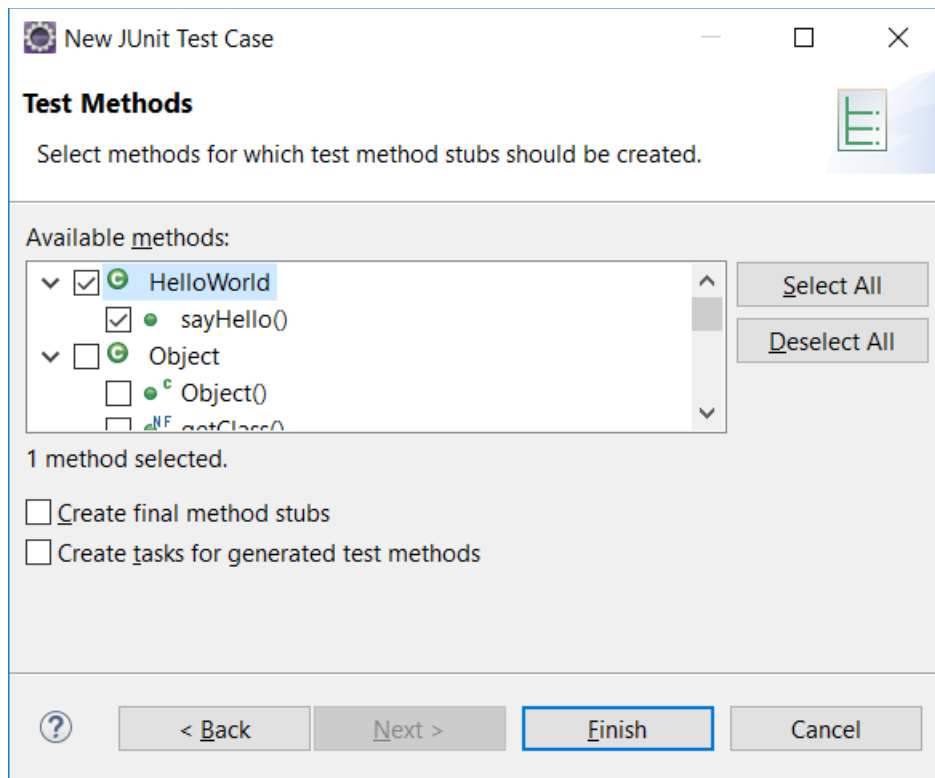 New JUnit Test Case
Test Methods
Select methods for which test method stubs should be created.
Available methods:
C HelloWorld
Select All
sayHello()
Deselect All
C Object
C Object()
NF getClass()
1 method selected.
Create final method stubs
Create tasks for generated test methods
? < Back Next > Finish Cancel